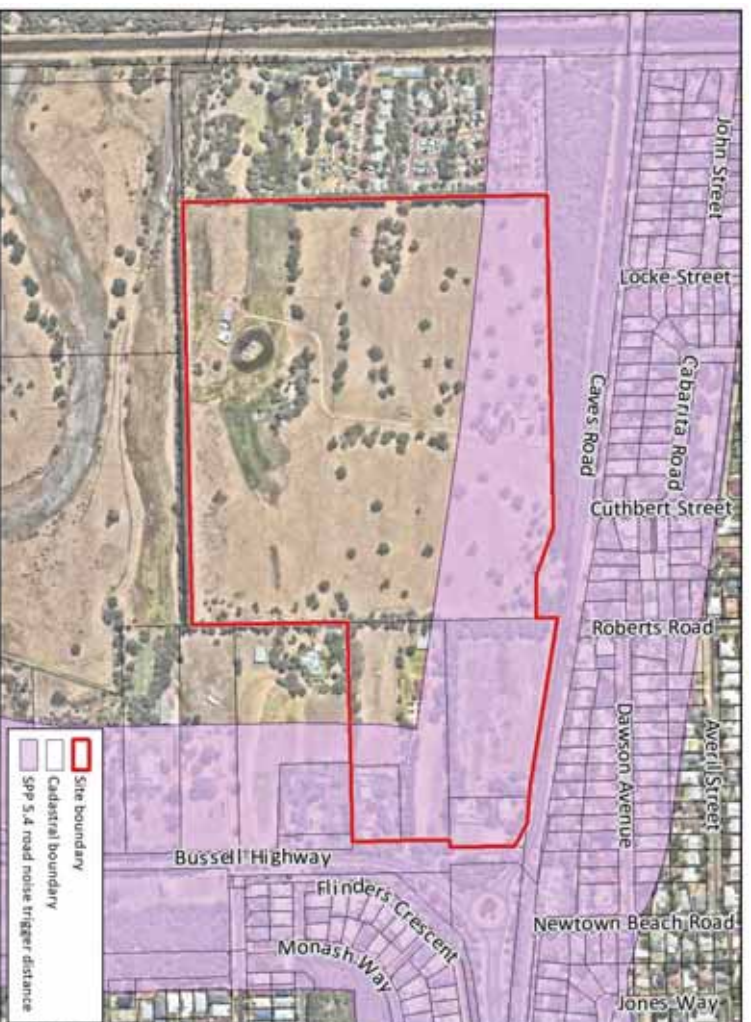 John Street
Locke Street
Cabarita Road
Caves Road
Cuthbert Street
Roberts Road
Dawson Avenue
Averil Street
Bussell Highway
Flinders Crescent
Newtown Beach Road
Monash Way
Jones Way
Site boundary
Cadastral boundary
SPP 5.4 road noise trigger distance